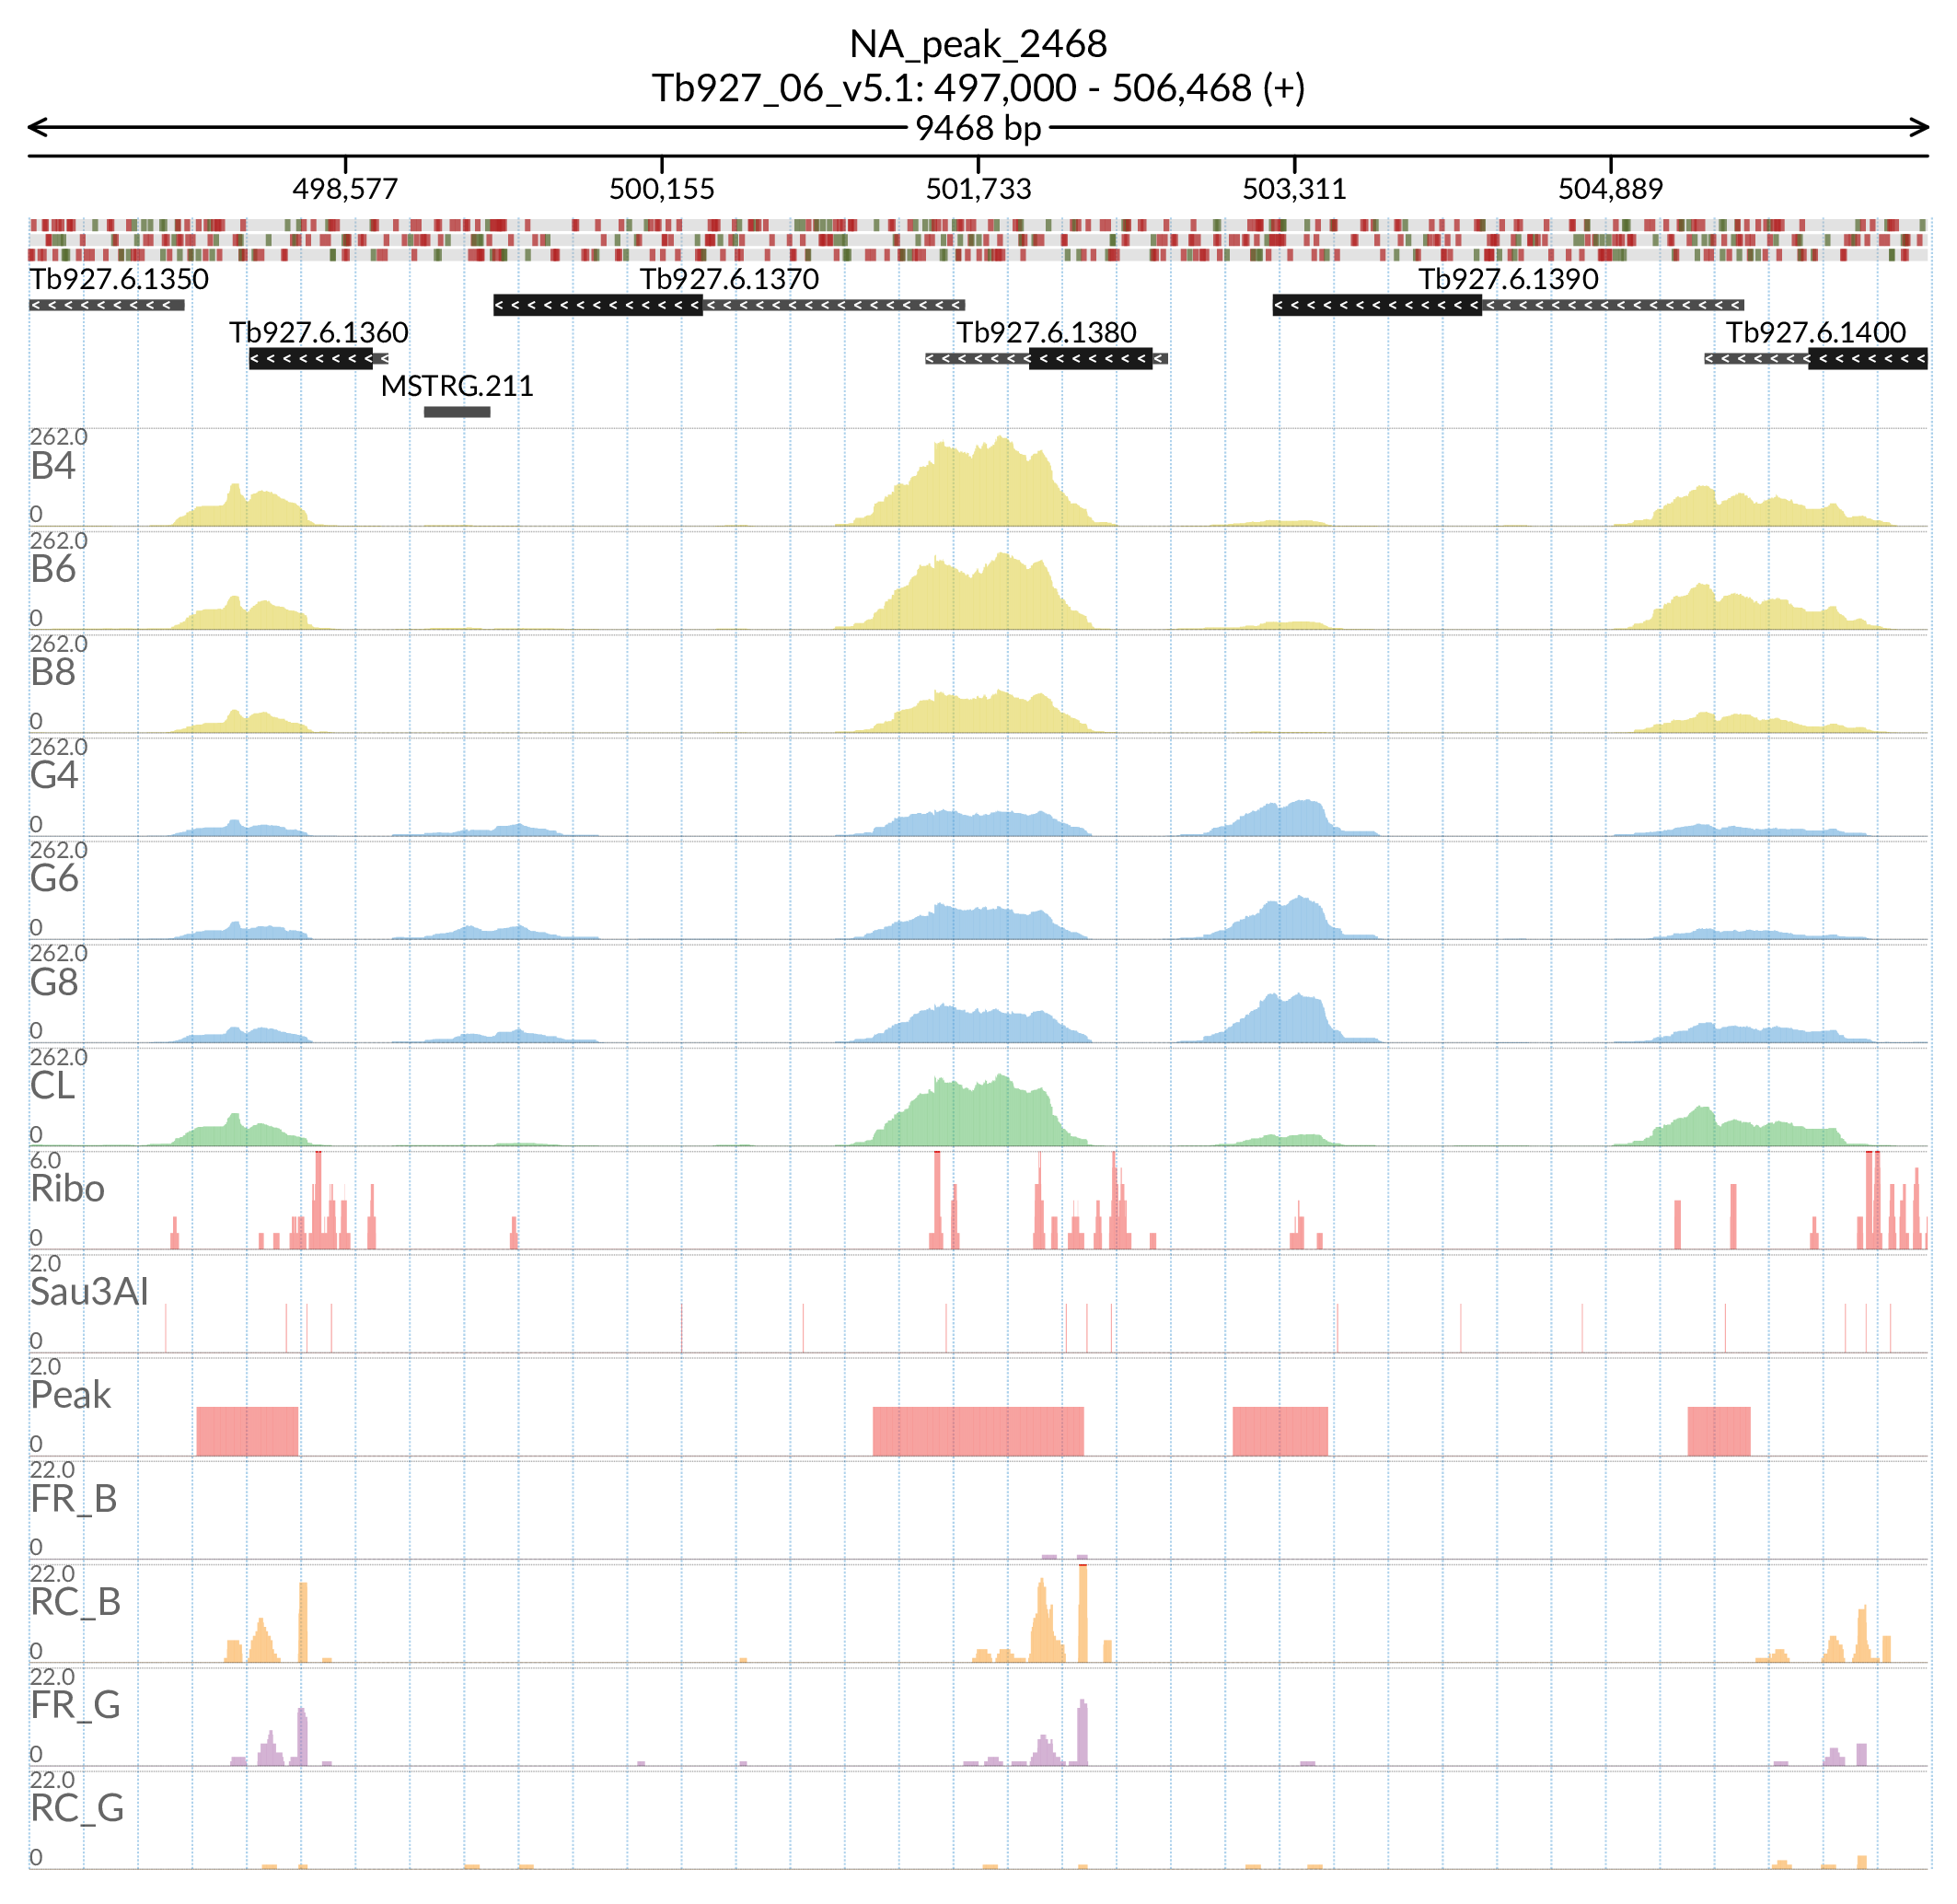 NA_peak_2468
Tb927_06_v5.1: 497,000 - 506,468 (+)
9468 bp
498,577 500,155 501,733 503,311 504,889
Tb927.6.1350 Tb927.6.1370 Tb927.6.1390
Tb927.6.1360 Tb927.6.1380 Tb927.6.1400
MSTRG.211
262.0
B4
0
262.0
B6
0
262.0
B8
0
262.0
G4
0
262.0
G6
0
262.0
G8
0
262.0
CL
0
6.0
Ribo
0
2.0
Sau3AI
0
2.0
Peak
0
22.0
FR_B
0
22.0
RC_B
0
22.0
FR_G
0
22.0
RC_G
0